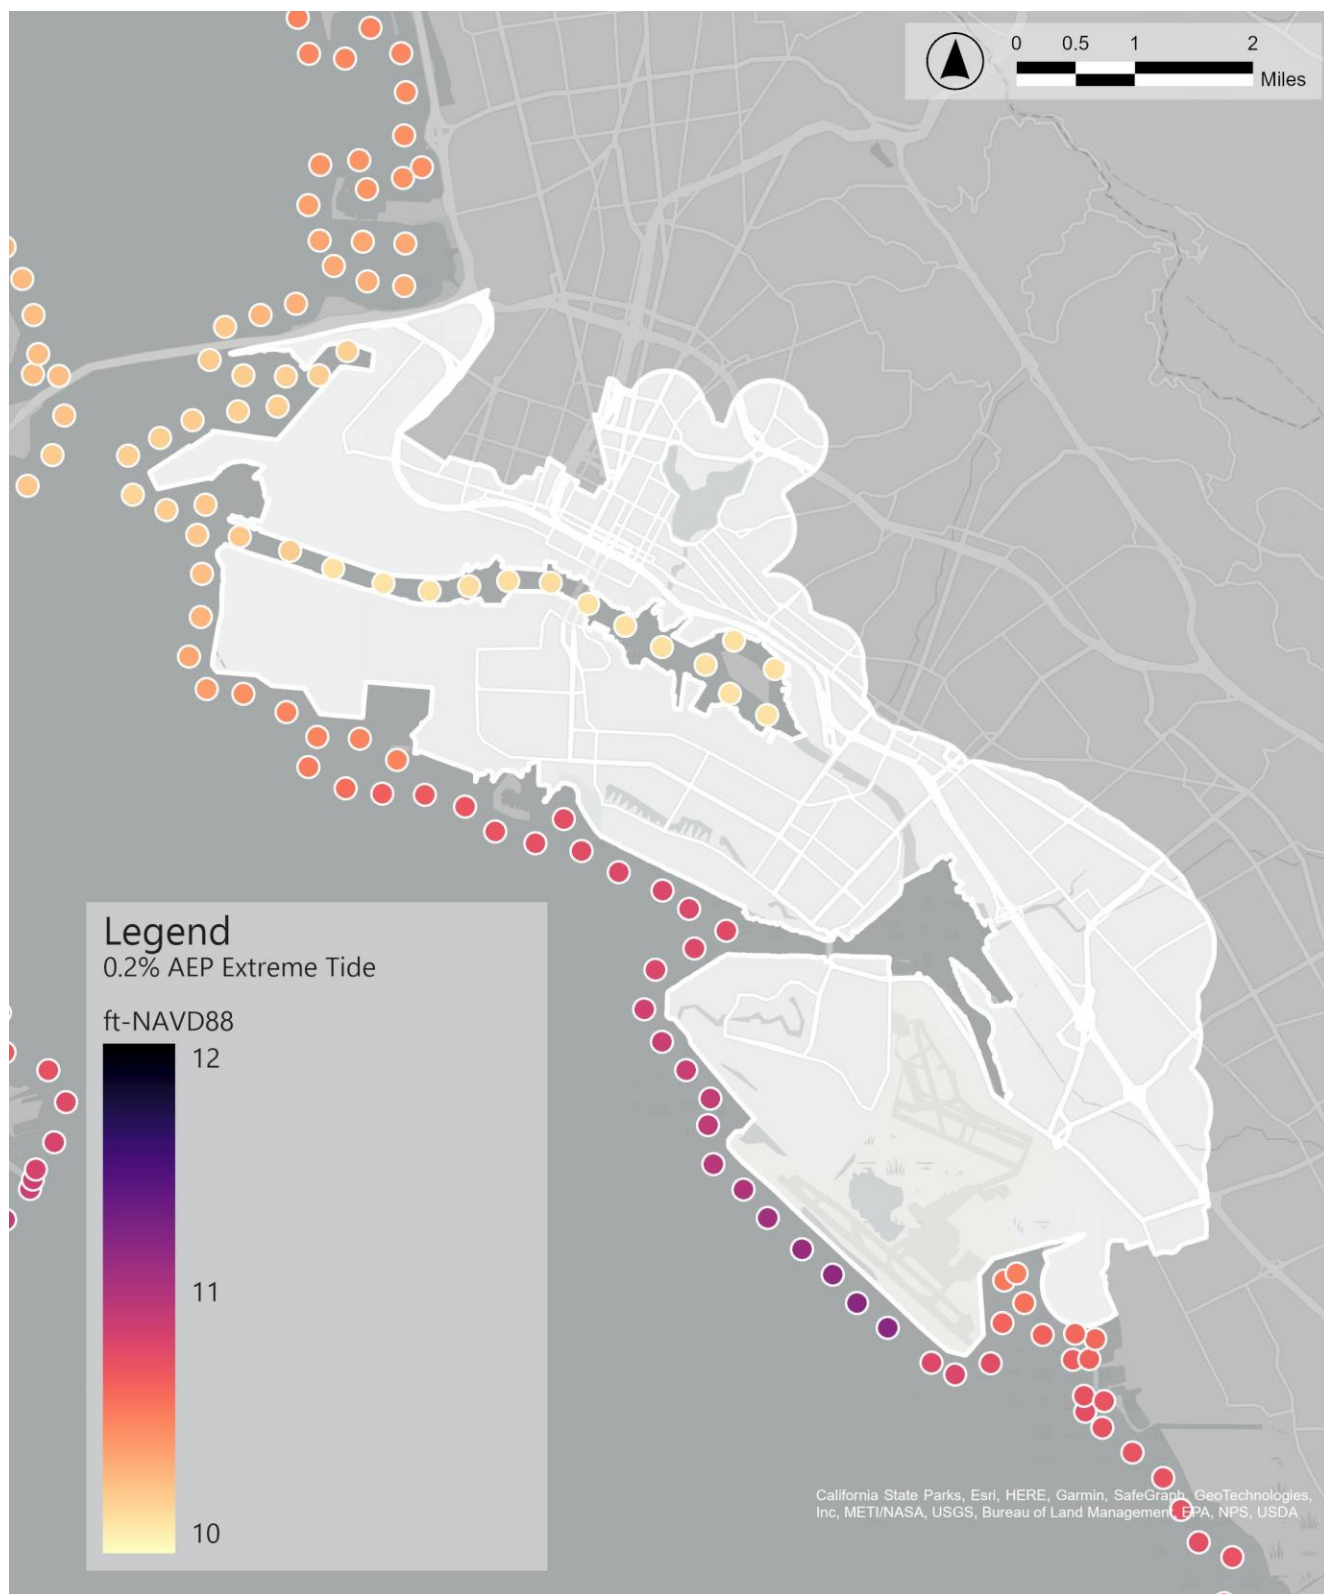 0 0.5 1 2
Miles
Legend
0.2% AEP Extreme Tide
ft-NAVD88
12
11
10
California State Parks, Esri, HERE, Garmin, SafeGraph, GeoTechnologies,
Inc, METI/NASA, USGS, Bureau of Land Management, EPA, NPS, USDA